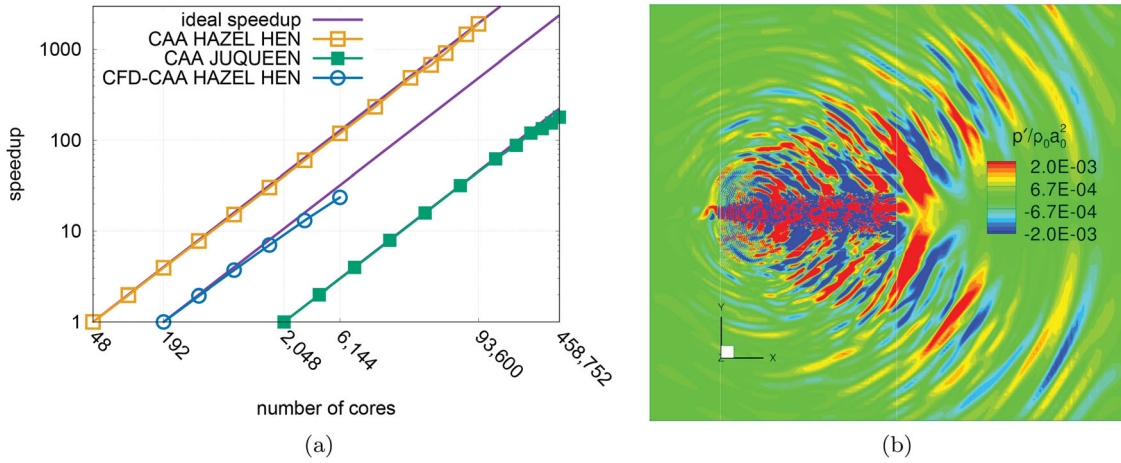 ideal speedup
CAA HAZEL HEN
CAA JUQUEEN
CFD-CAA HAZEL HEN
1000
100
10
1
speedup
48
192
2,048
6,144
93,600
458,752
number of cores
(a)
p′/ρ₀a₀²
2.0E-03
6.7E-04
-6.7E-04
-2.0E-03
Y
Z X
(b)